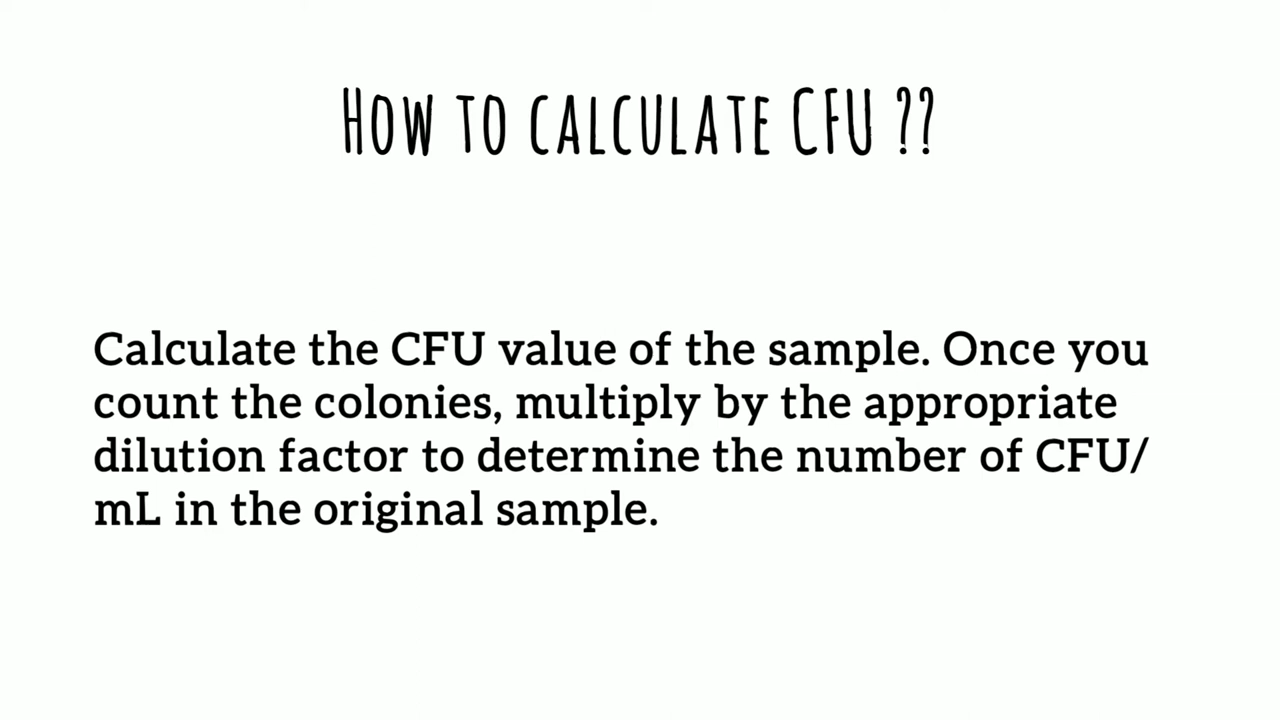 How to calculate CFU ??
Calculate the CFU value of the sample. Once you
count the colonies, multiply by the appropriate
dilution factor to determine the number of CFU/
mL in the original sample.